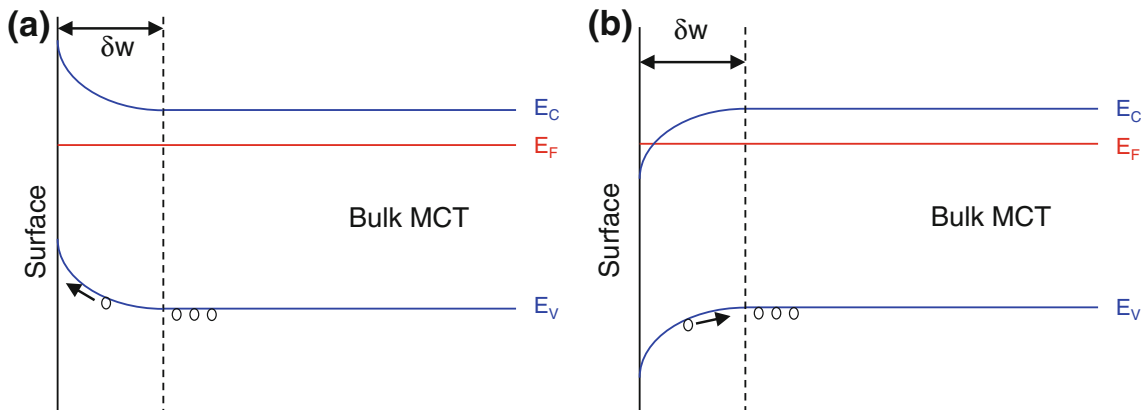 (a)
δw
E_C
E_F
Bulk MCT
Surface
E_V
(b)
δw
E_C
E_F
Bulk MCT
Surface
E_V